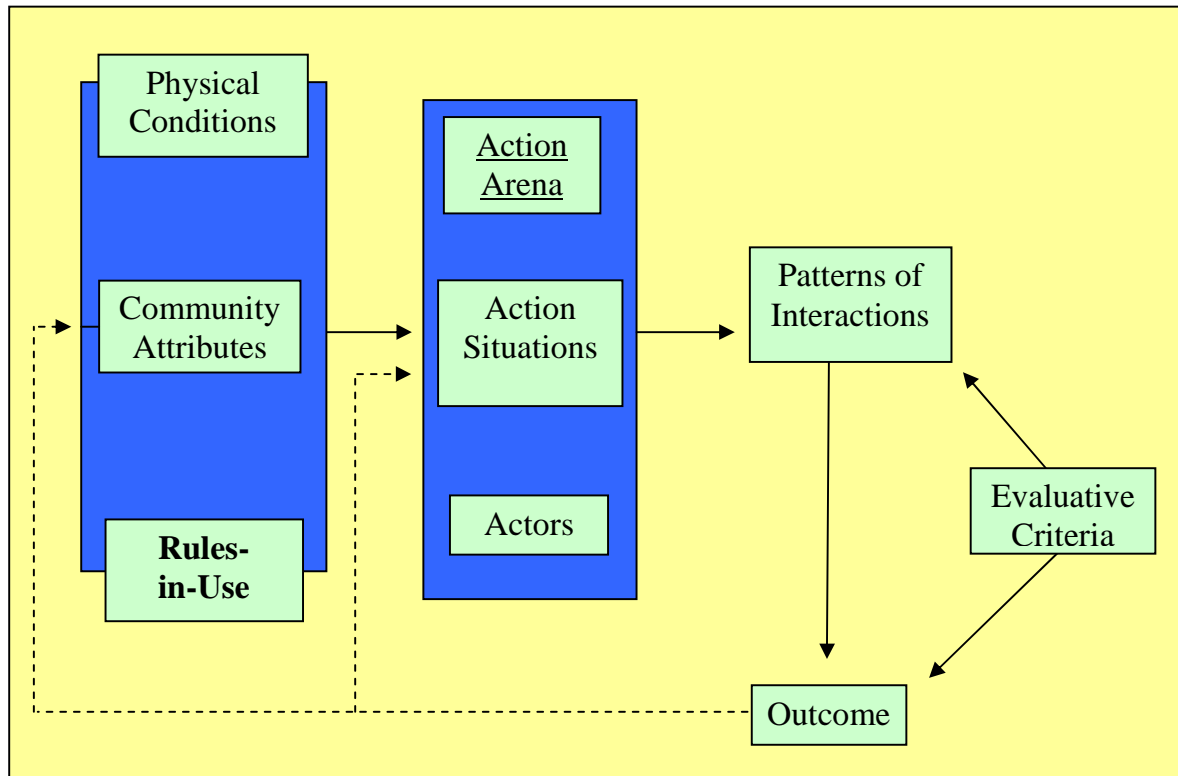 Physical
Conditions
Community
Attributes
Rules-
in-Use
Action
Arena
Action
Situations
Actors
Patterns of
Interactions
Evaluative
Criteria
Outcome